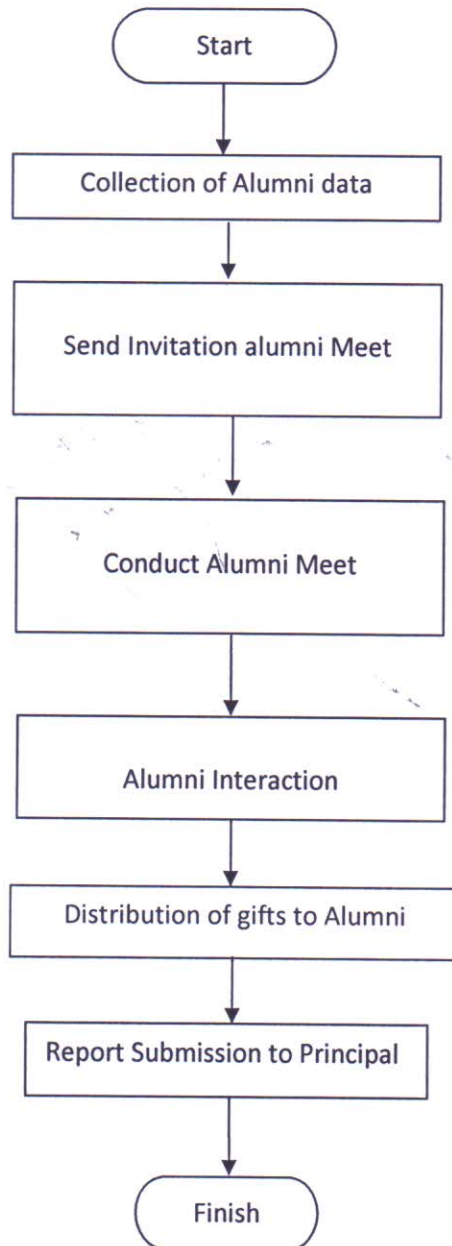 Start
Collection of Alumni data
Send Invitation alumni Meet
Conduct Alumni Meet
Alumni Interaction
Distribution of gifts to Alumni
Report Submission to Principal
Finish